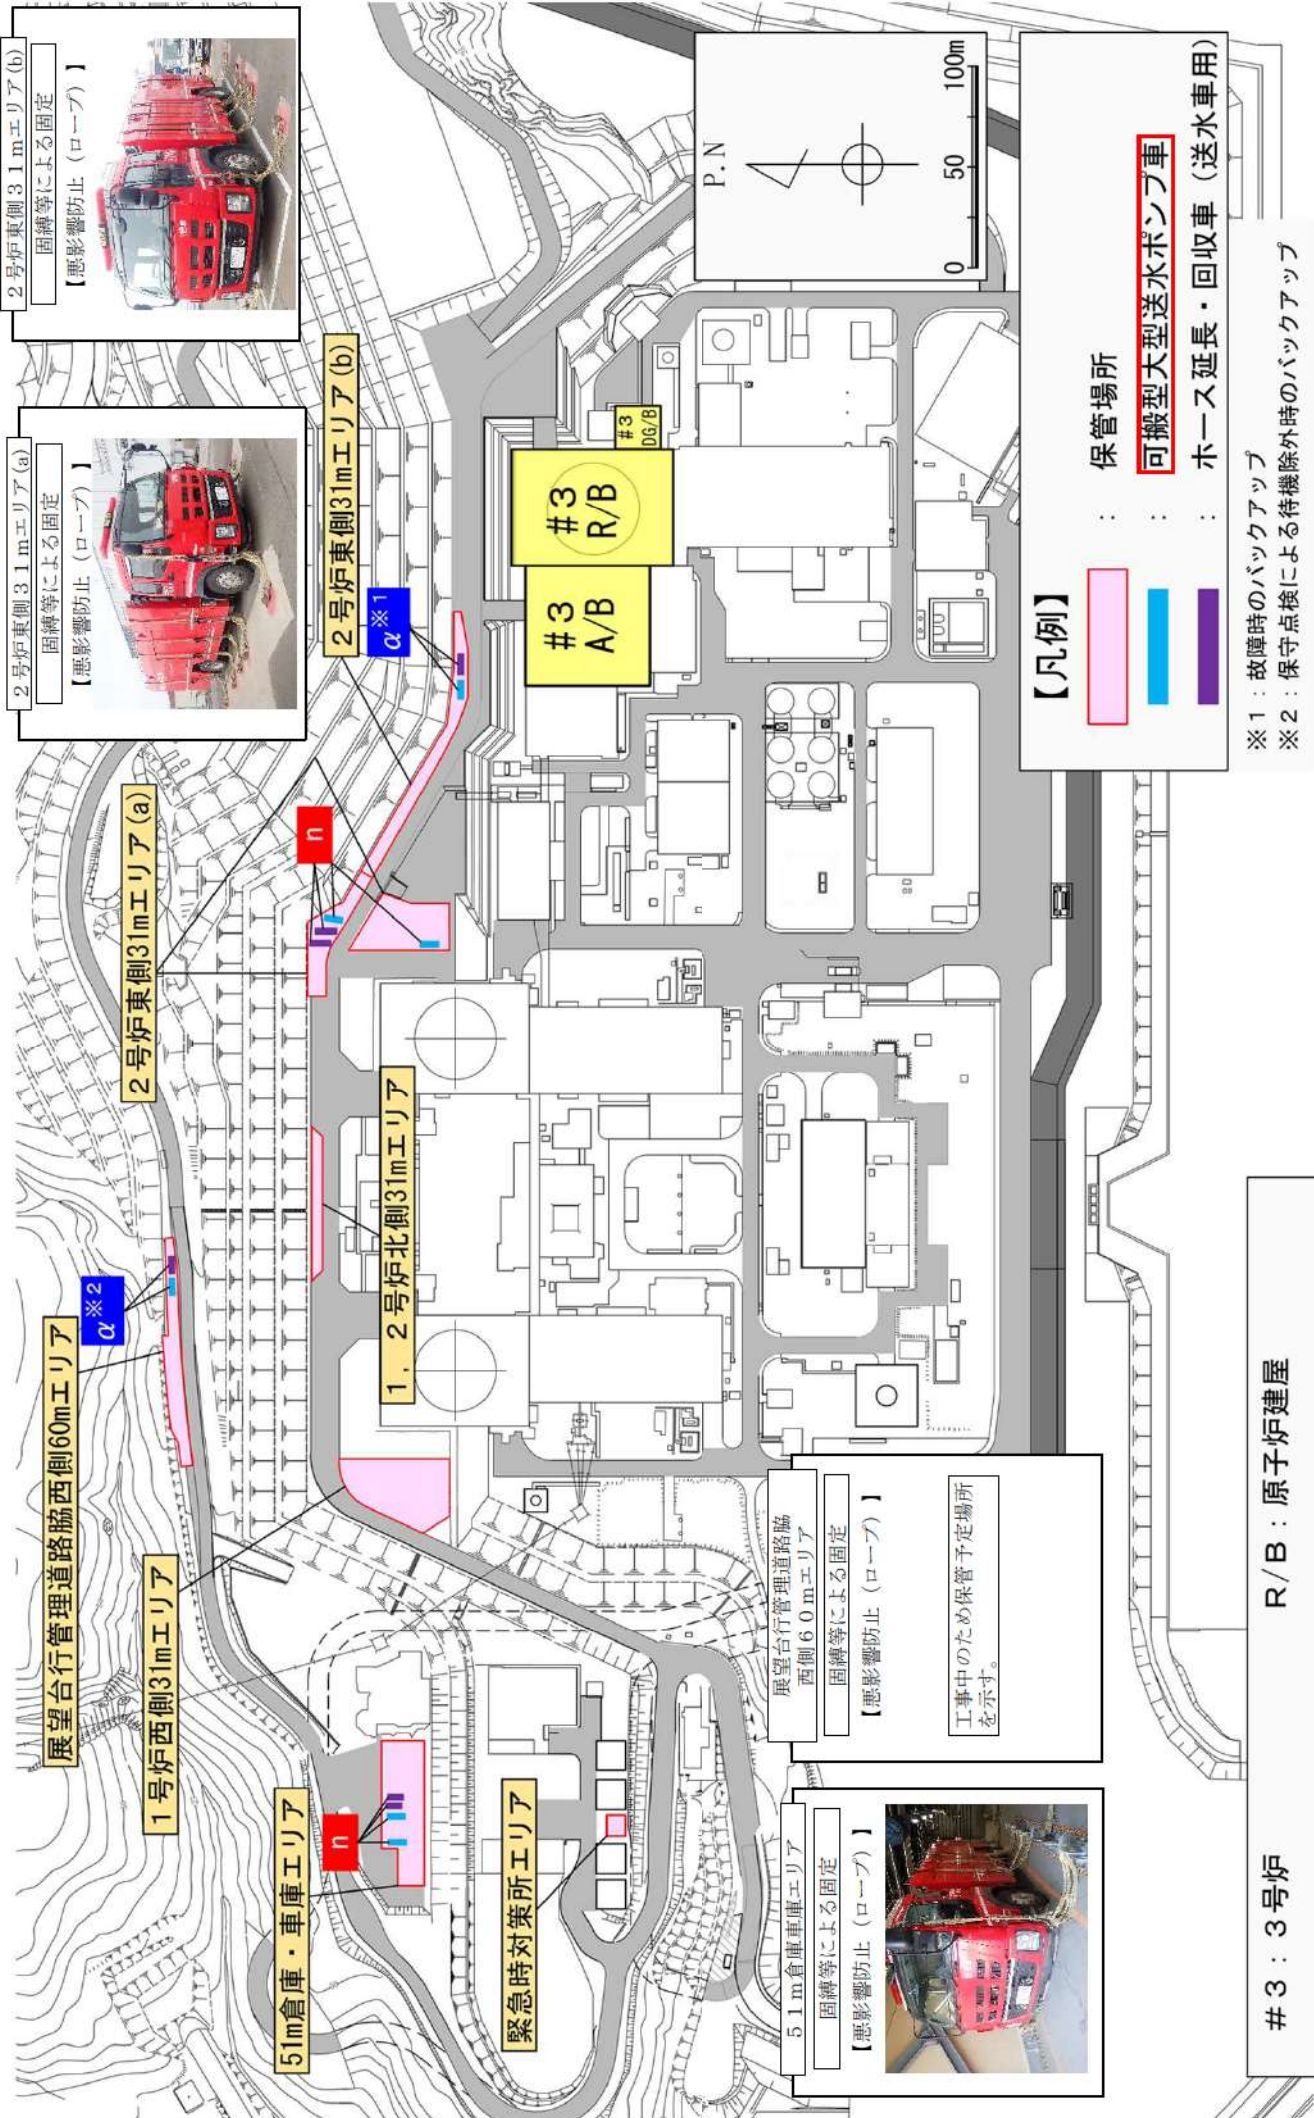 51m倉庫・車庫エリア
n
緊急時対策所エリア
1号炉西側31mエリア
展望台行管理道路脇西側60mエリア
α※2
1，2号炉北側31mエリア
2号炉東側31mエリア(a)
n
2号炉東側31mエリア(b)
α※1
#3
A/B
#3
R/B
#3
DG/B
2号炉東側31mエリア(a)
固縛等による固定
【悪影響防止（ロープ）】
2号炉東側31mエリア(b)
固縛等による固定
【悪影響防止（ロープ）】
P.N
0 50 100m
51m倉庫車庫エリア
固縛等による固定
【悪影響防止（ロープ）】
展望台行管理道路脇
西側60mエリア
固縛等による固定
【悪影響防止（ロープ）】
工事中のため保管予定場所
を示す。
【凡例】
： 保管場所
： 可搬型大型送水ポンプ車
： ホース延長・回収車（送水車用）
※1：故障時のバックアップ
※2：保守点検による待機除外時のバックアップ
#3：3号炉 R/B：原子炉建屋